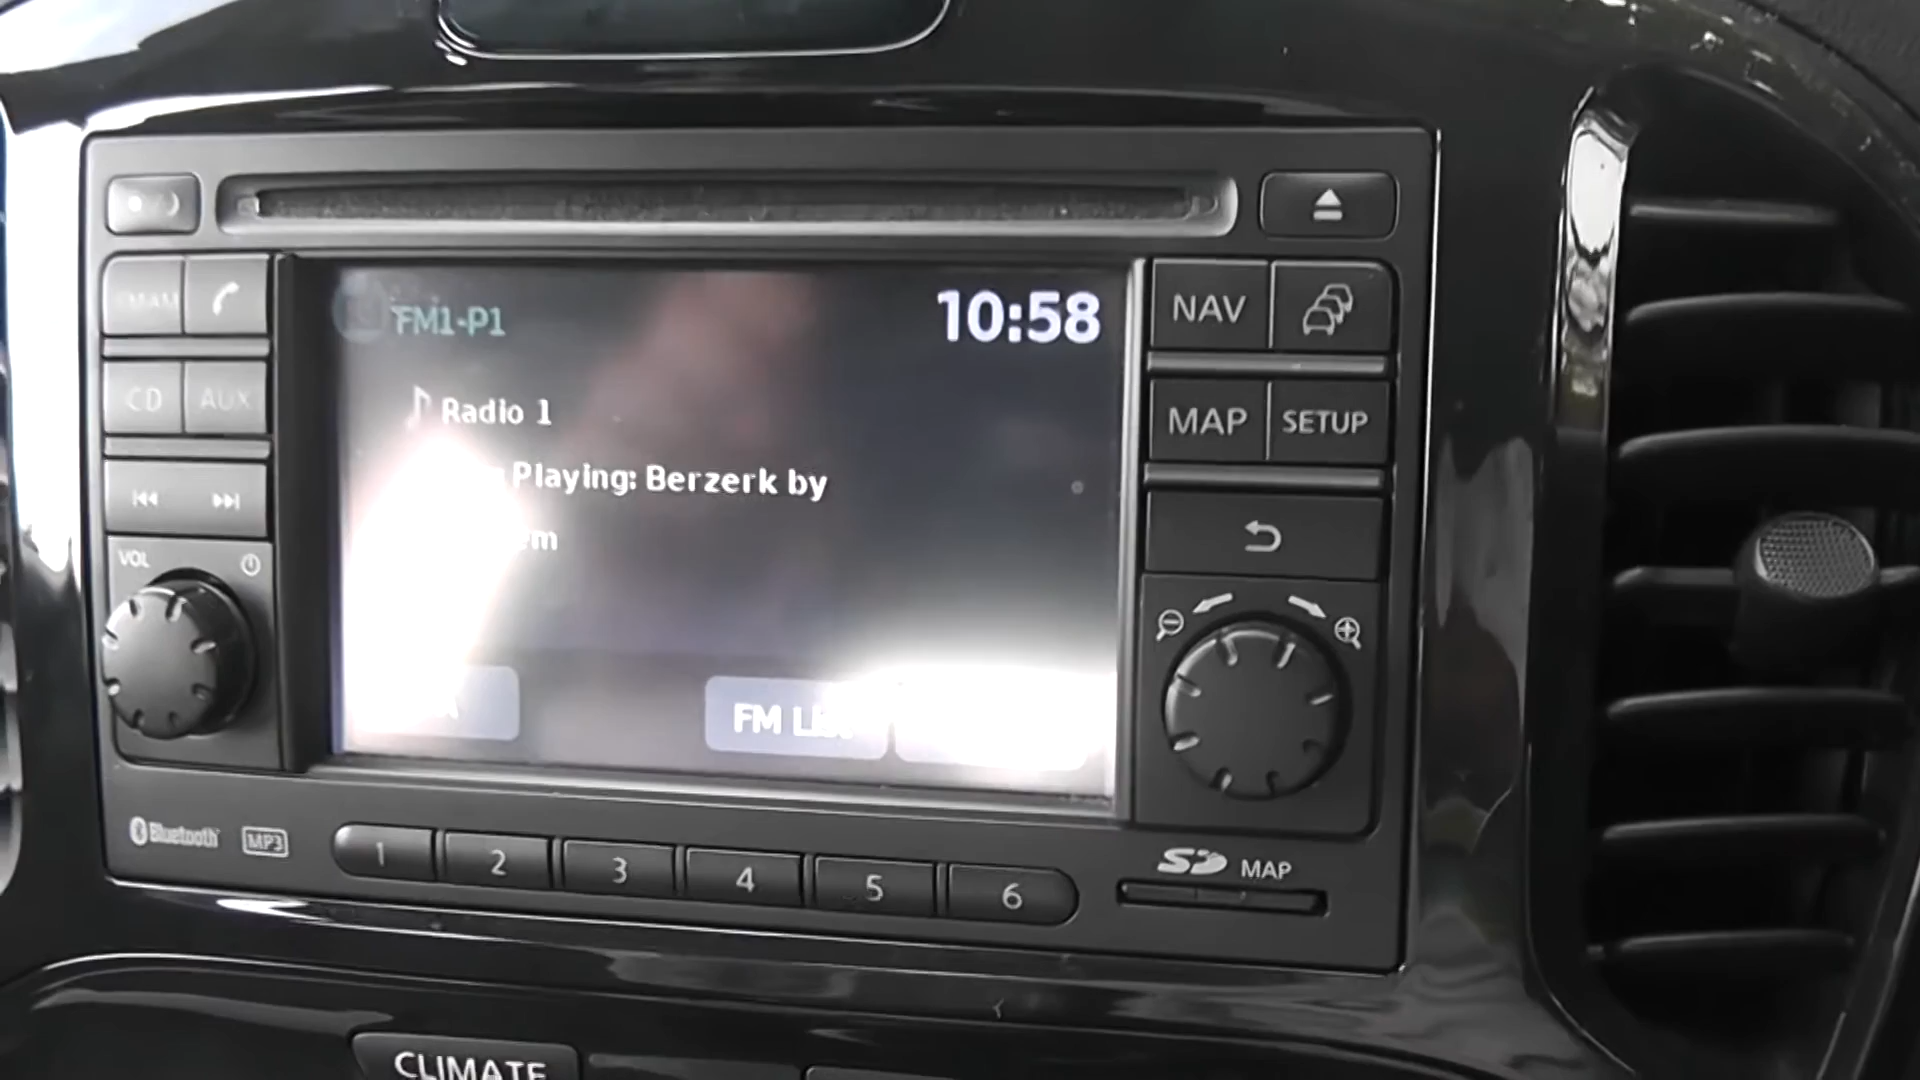 FM1-P1 10:58
Radio 1
Playing: Berzerk by
em
FM
NAV
CD AUX
MAP SETUP
VOL
Bluetooth MP3
1 2 3 4 5 6
SD MAP
CLIMATE